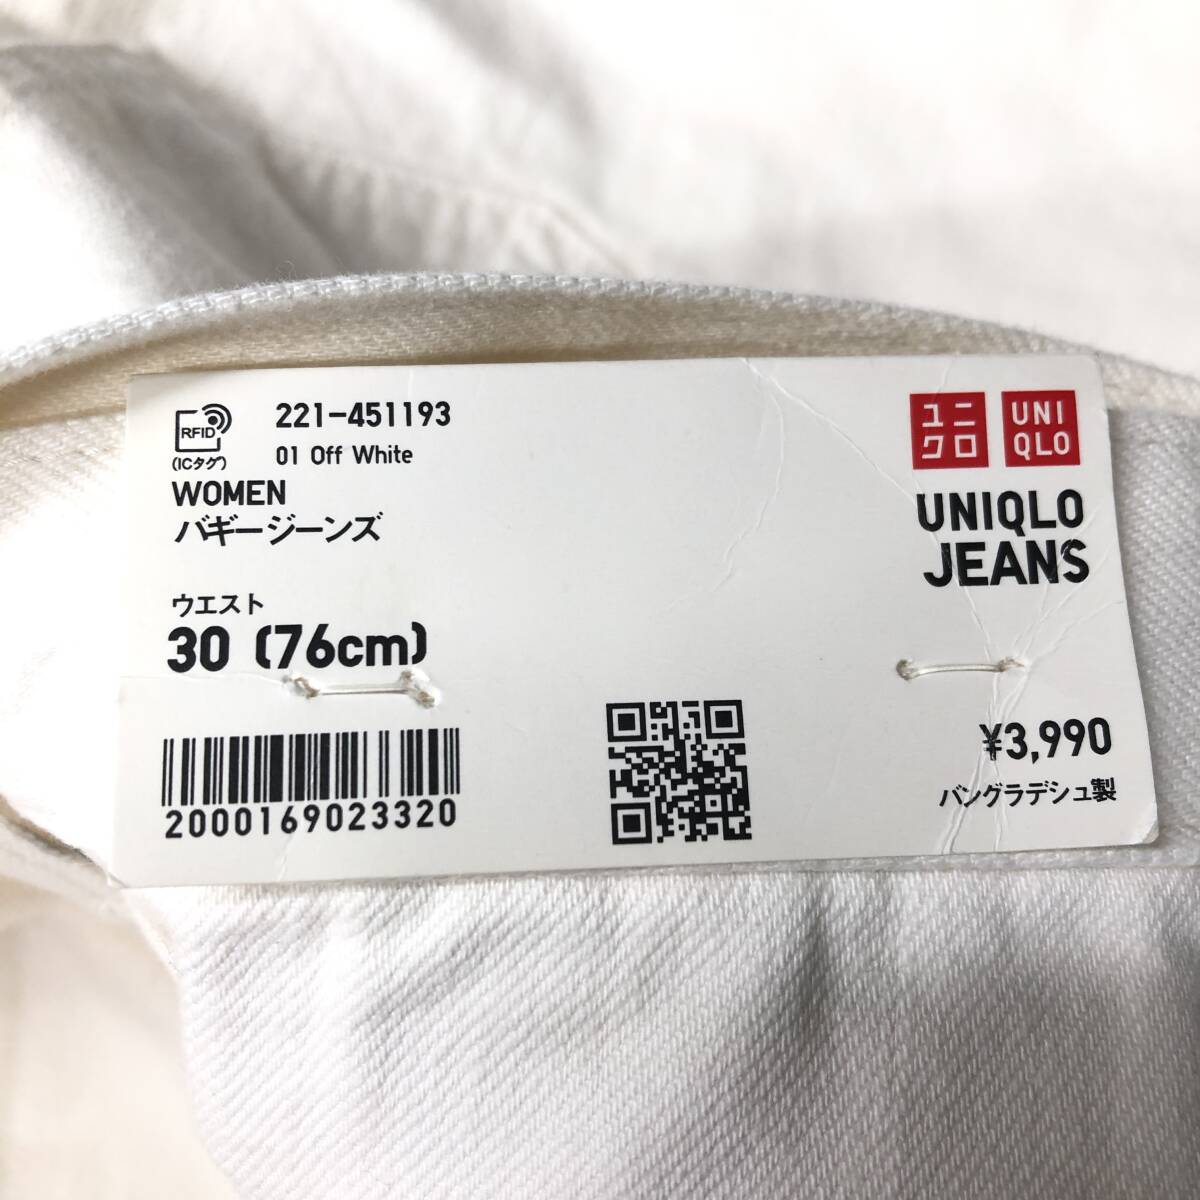 RFID
(ICタグ)
221-451193
01 Off White
WOMEN
バギージーンズ
ウエスト
30 (76cm)
2000169023320
ユニ
クロ
UNI
QLO
UNIQLO
JEANS
¥3,990
バングラデシュ製